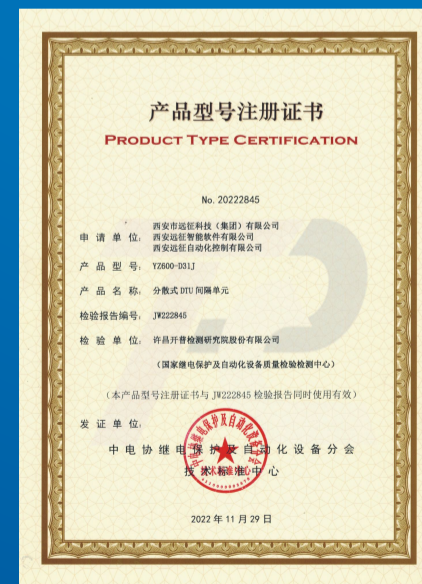 产品型号注册证书
PRODUCT TYPE CERTIFICATION
No. 20222845
申请单位: 西安市远征科技（集团）有限公司
西安远征智能软件有限公司
西安远征自动化控制有限公司
产品型号: YZ600-D31J
产品名称: 分散式 DTU 间隔单元
检验报告编号: JW222845
检验单位: 许昌开普检测研究院股份有限公司
（国家继电保护及自动化设备质量检验检测中心）
（本产品型号注册证书与 JW222845 检验报告同时使用有效）
发证单位:
中电协继电保护及自动化设备分会
技术标准中心
2022 年 11 月 29 日